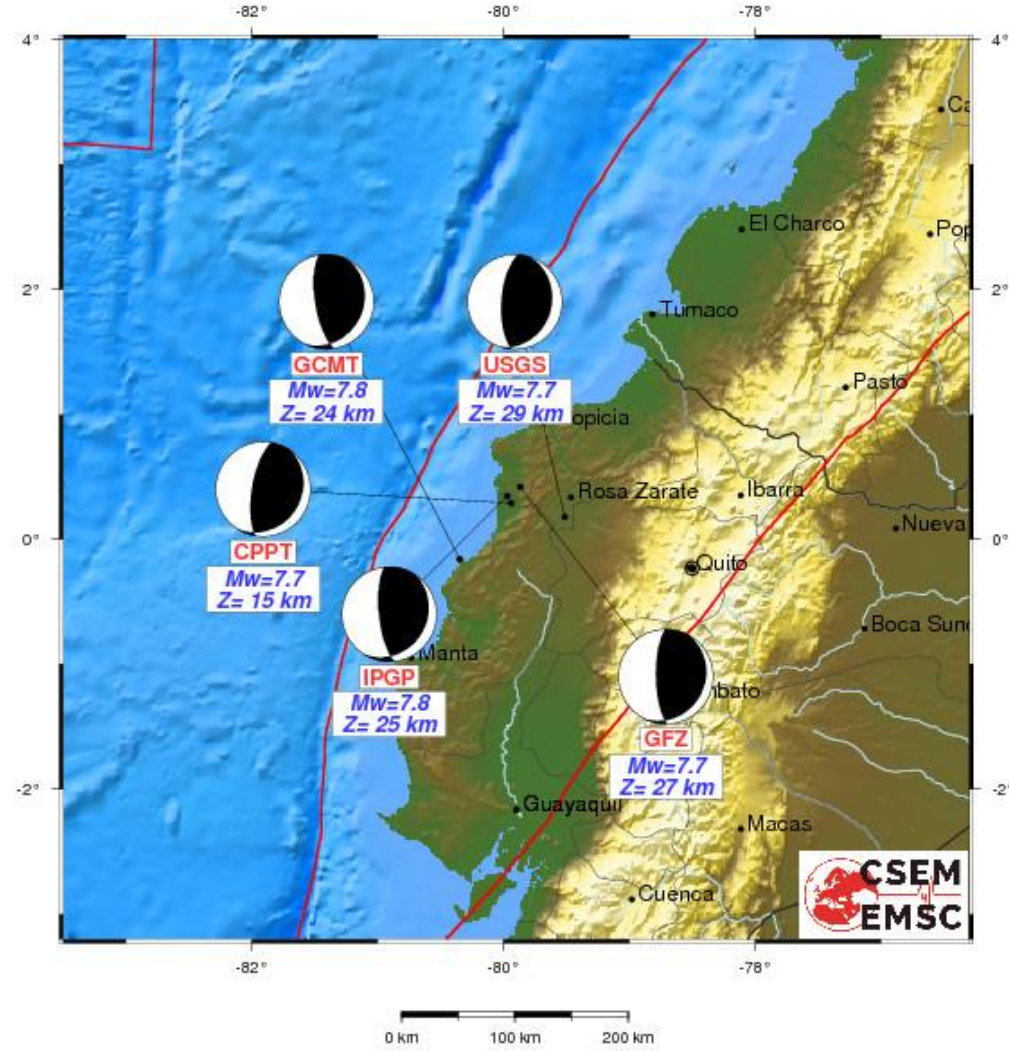 -82° -80° -78°
4° 4°
Ca
El Charco
Pop
2° 2°
Tumaco
GCMT USGS
Mw=7.8 Mw=7.7
Z= 24 km Z= 29 km
Pasto
opicia
Rosa Zarate Ibarra
Nueva
0° 0°
CPPT
Mw=7.7
Z= 15 km
Quito
Boca Sun
Manta
IPGP
Mw=7.8
Z= 25 km
nbato
GFZ
Mw=7.7
Z= 27 km
-2° -2°
Guayaquil
Macas
Cuenca
CSEM
EMSC
-82° -80° -78°
0 km 100 km 200 km